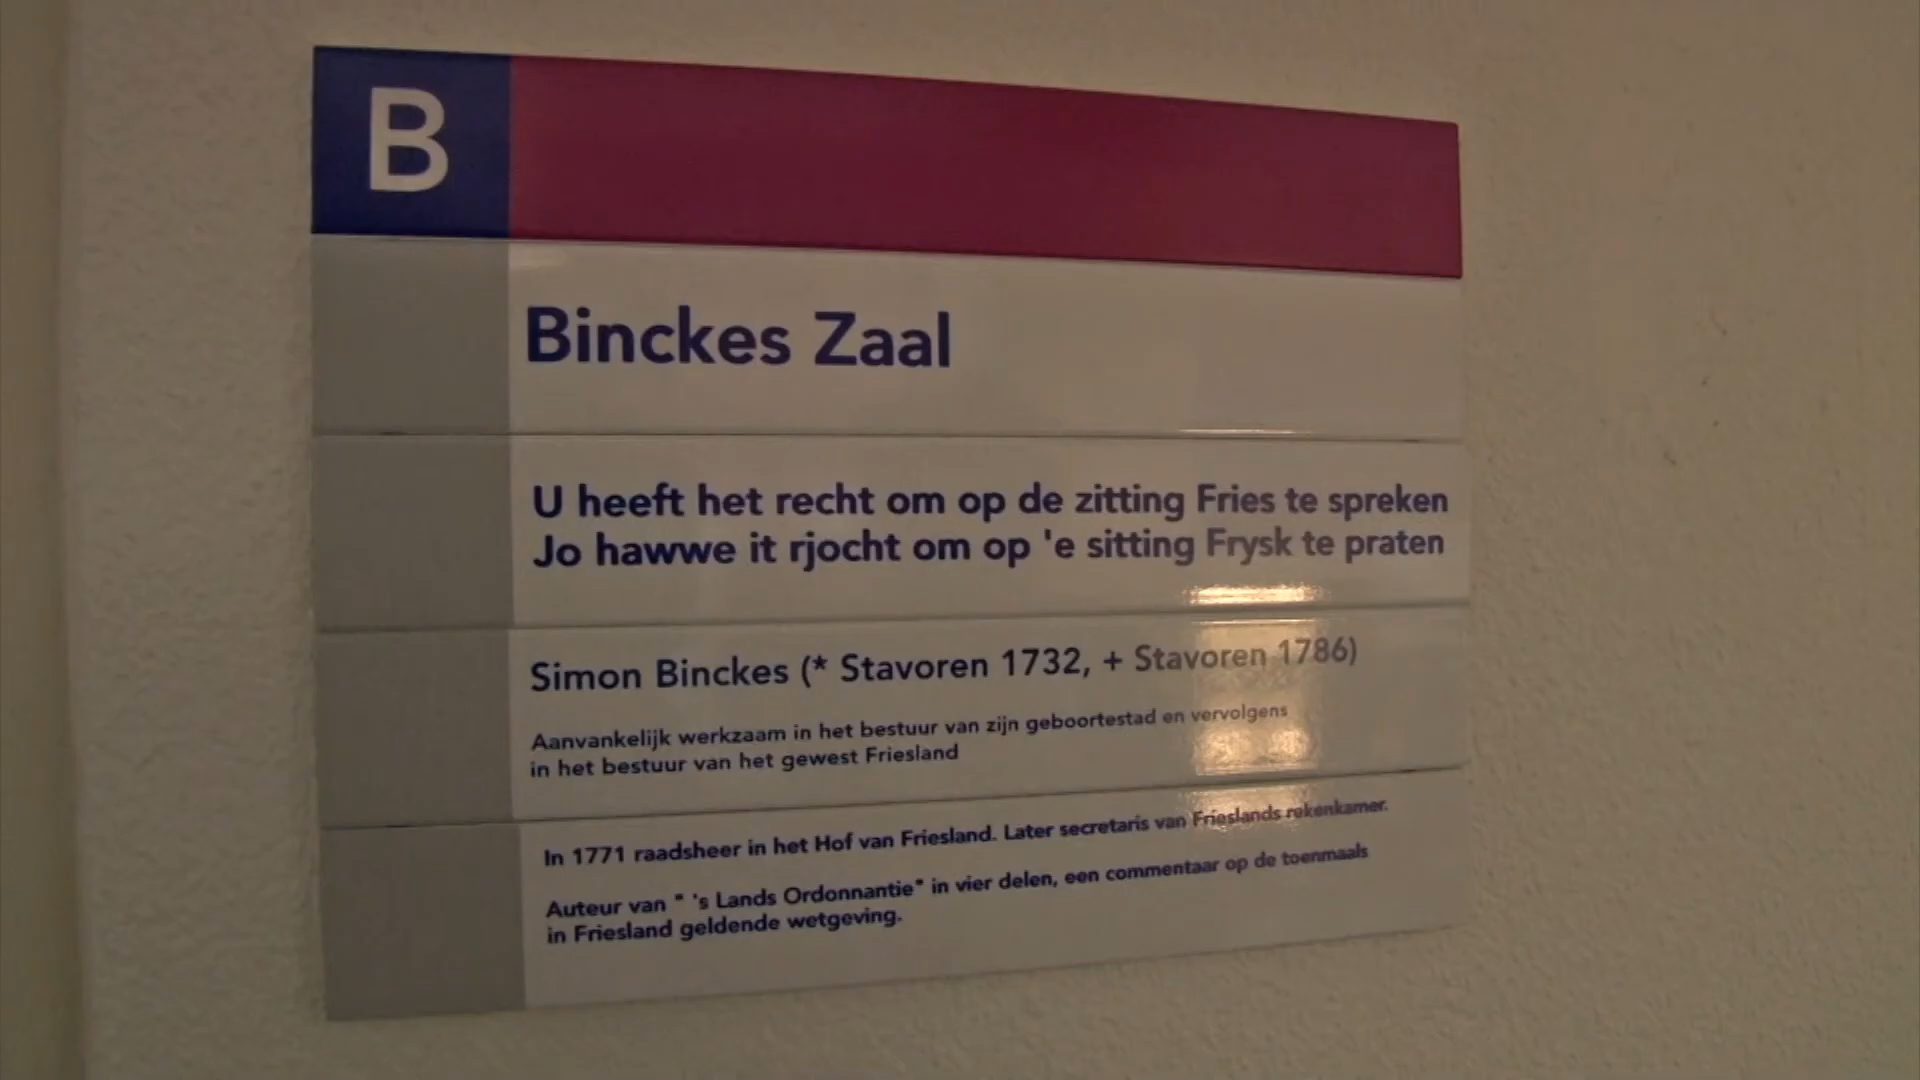 B
Binckes Zaal
U heeft het recht om op de zitting Fries te spreken
Jo hawwe it rjocht om op 'e sitting Frysk te praten
Simon Binckes (* Stavoren 1732, + Stavoren 1786)
Aanvankelijk werkzaam in het bestuur van zijn geboortestad en vervolgens
in het bestuur van het gewest Friesland
In 1771 raadsheer in het Hof van Friesland. Later secretaris van Frieslands rekenkamer.
Auteur van " 's Lands Ordonnantie" in vier delen, een commentaar op de toenmaals
in Friesland geldende wetgeving.